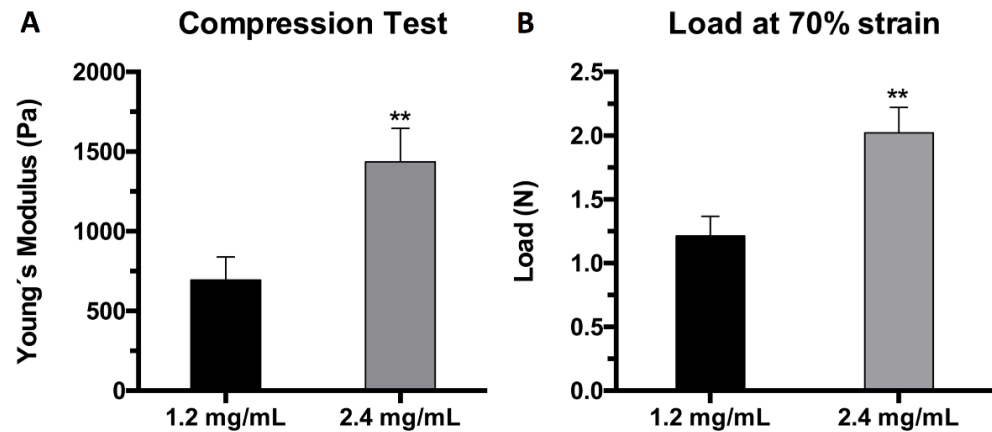 A
Compression Test
Young´s Modulus (Pa)
2000
1500
1000
500
0
**
1.2 mg/mL
2.4 mg/mL
B
Load at 70% strain
Load (N)
2.5
2.0
1.5
1.0
0.5
0.0
**
1.2 mg/mL
2.4 mg/mL